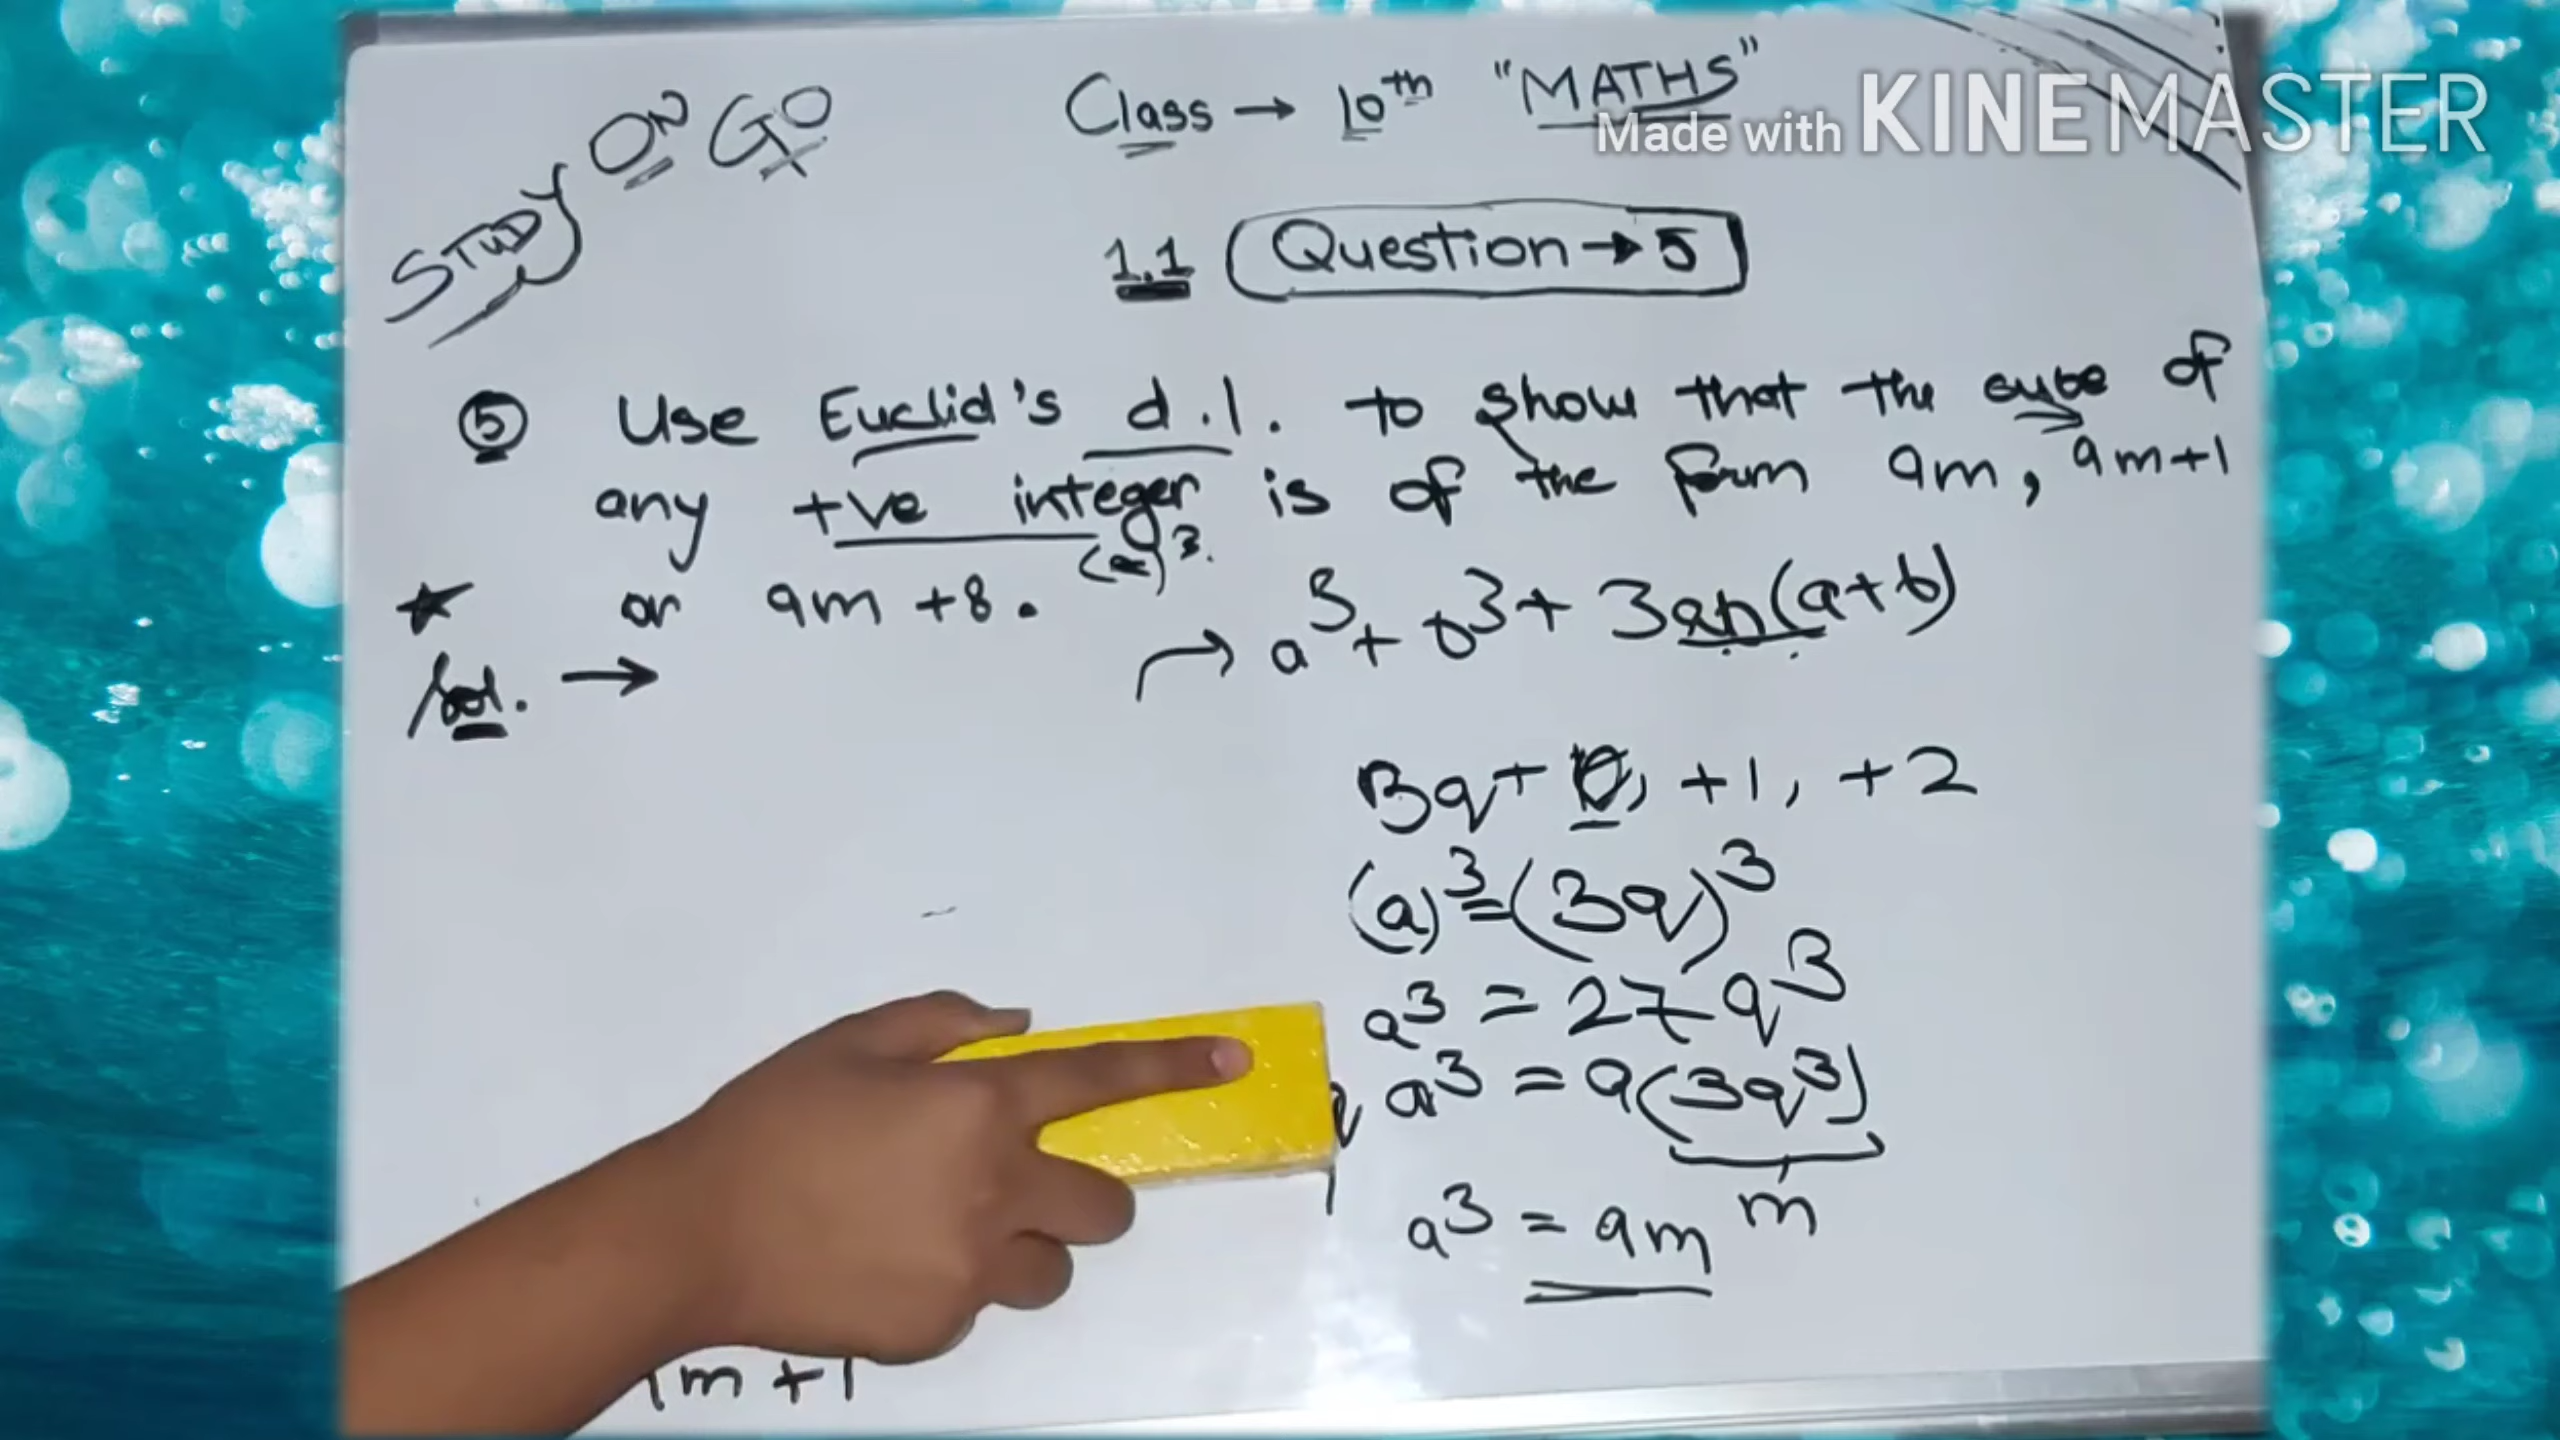 STUDY ON GO
Class → 10th "MATHS"
Made with KINEMASTER
1.1 Question → 5
⑤ Use Euclid's d.l. to show that the cube of
any +ve integer is of the form 9m, 9m+1
or 9m +8.
(a)³.
a³ + b³ + 3ab(a+b)
Sol. →
3q + 0, +1, +2
(a)³ = (3q)³
a³ = 27q³
a³ = 9(3q³)
m
a³ = 9m
9m + 1